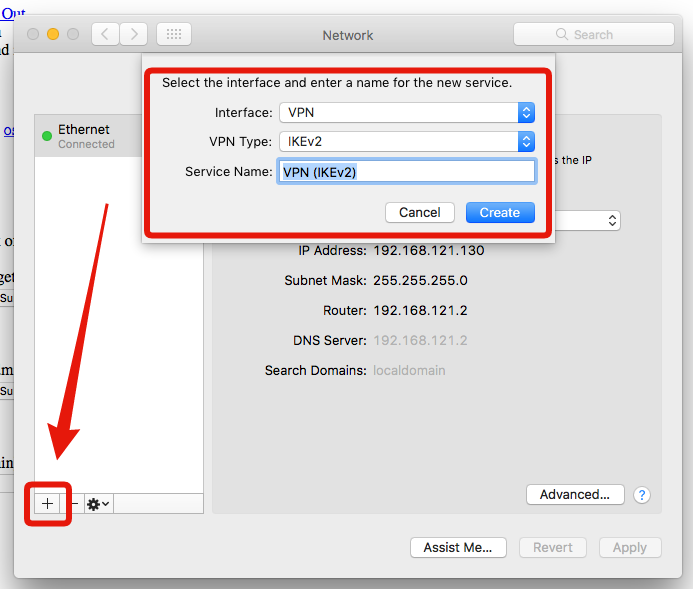 Out
Network
Search
Select the interface and enter a name for the new service.
Interface: VPN
VPN Type: IKEv2
Service Name: VPN (IKEv2)
Cancel Create
Ethernet
Connected
s the IP
IP Address: 192.168.121.130
Subnet Mask: 255.255.255.0
Router: 192.168.121.2
DNS Server: 192.168.121.2
Search Domains: localdomain
Advanced... ?
Assist Me... Revert Apply